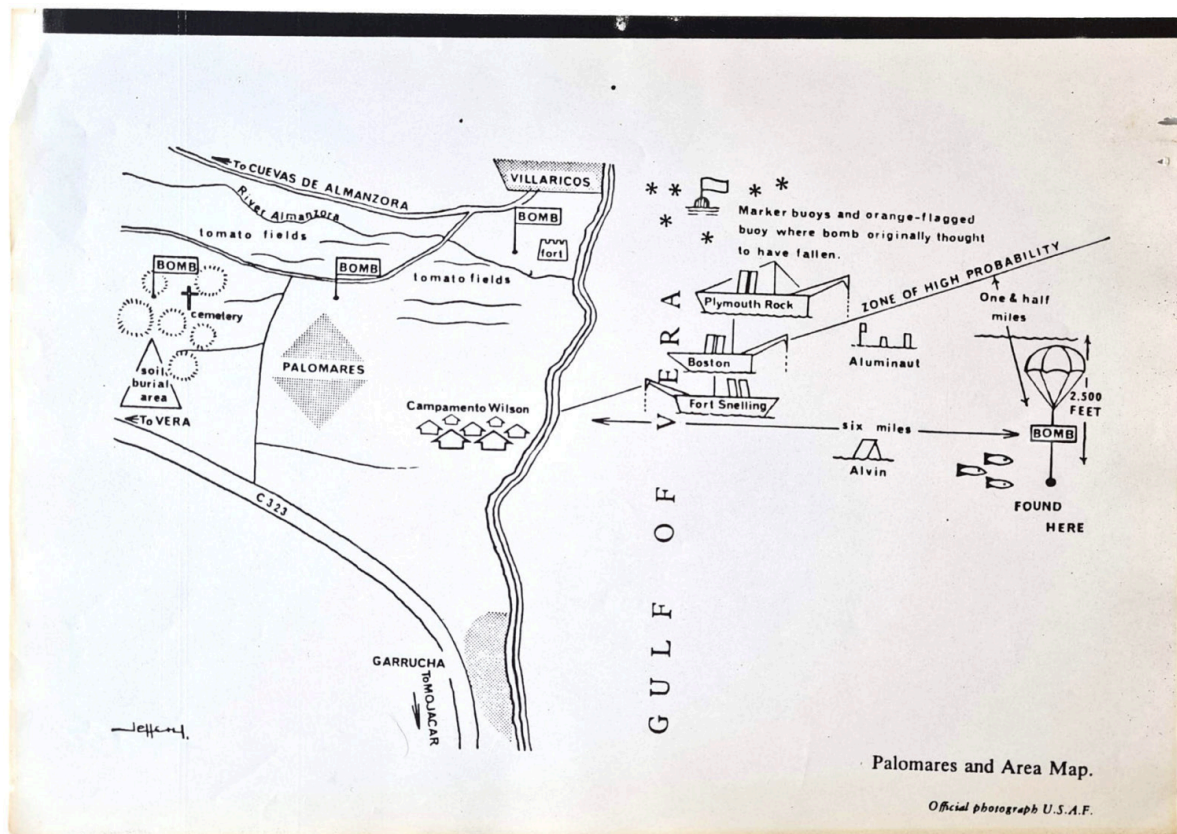 To CUEVAS DE ALMANZORA
VILLARICOS
River Almanzora
BOMB
tomato fields
fort
BOMB
BOMB
tomato fields
cemetery
PALOMARES
soil
burial
area
To VERA
Campamento Wilson
C 323
GARRUCHA
To MOJACAR
Marker buoys and orange-flagged
buoy where bomb originally thought
to have fallen.
Plymouth Rock
ZONE OF HIGH PROBABILITY
One & half
miles
Boston
Aluminaut
Fort Snelling
2.500
FEET
six miles
BOMB
Alvin
FOUND
HERE
GULF OF VERA
Palomares and Area Map.
Official photograph U.S.A.F.